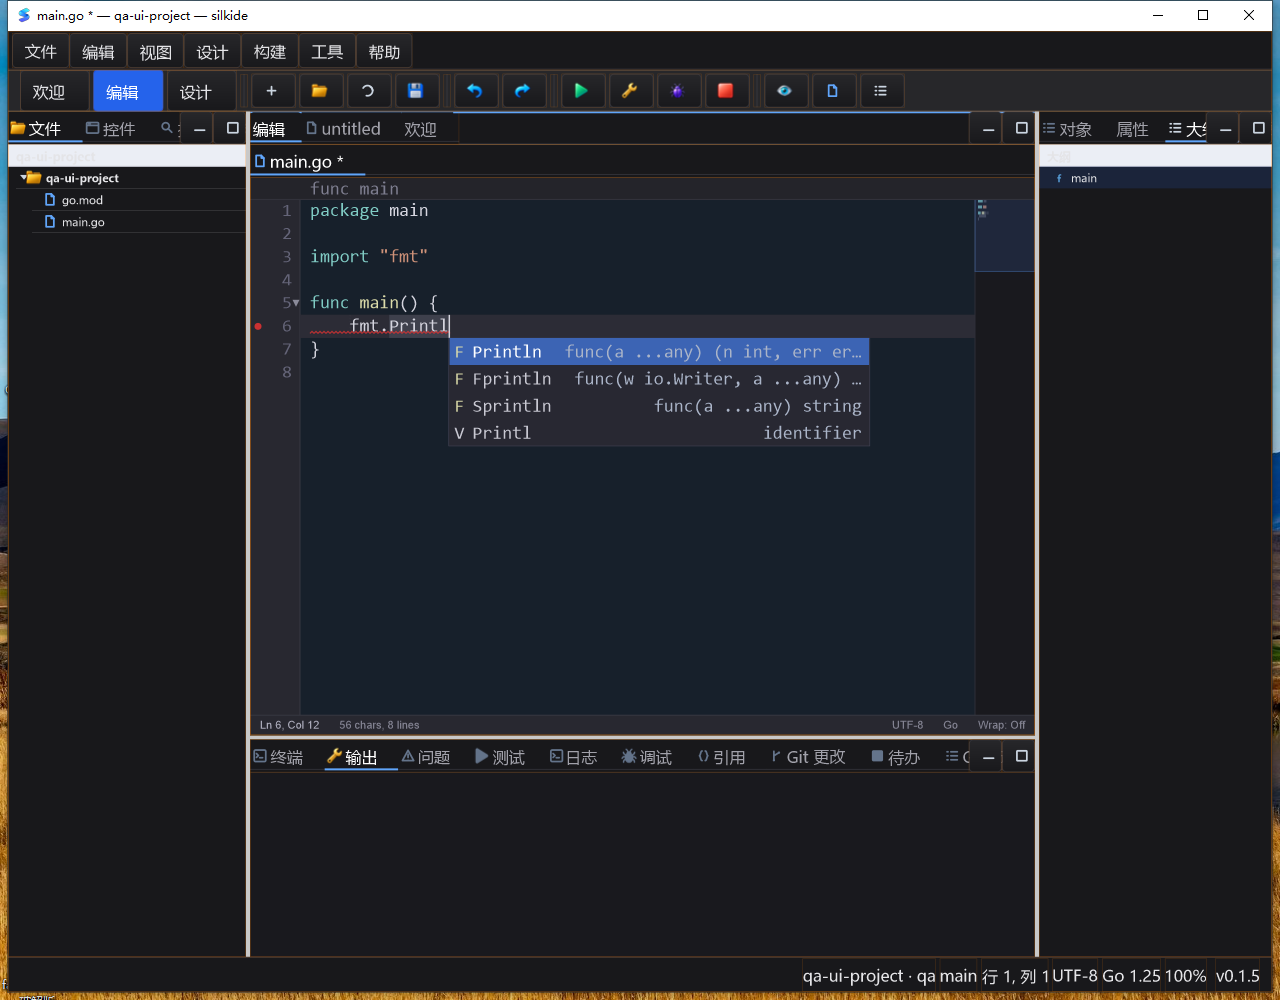 main.go * — qa-ui-project — silkide
文件 编辑 视图 设计 构建 工具 帮助
欢迎 编辑 设计
文件 控件
编辑 untitled 欢迎
对象 属性
qa-ui-project
大纲
main.go *
qa-ui-project
go.mod
main.go
main
func main
1 package main
2
3 import "fmt"
4
5 func main() {
6 fmt.Printl
7 }
8
F Println func(a ...any) (n int, err er…
F Fprintln func(w io.Writer, a ...any) …
F Sprintln func(a ...any) string
V Printl identifier
Ln 6, Col 12 56 chars, 8 lines UTF-8 Go Wrap: Off
终端 输出 问题 测试 日志 调试 引用 Git 更改 待办
qa-ui-project · qa main 行 1, 列 1 UTF-8 Go 1.25 100% v0.1.5